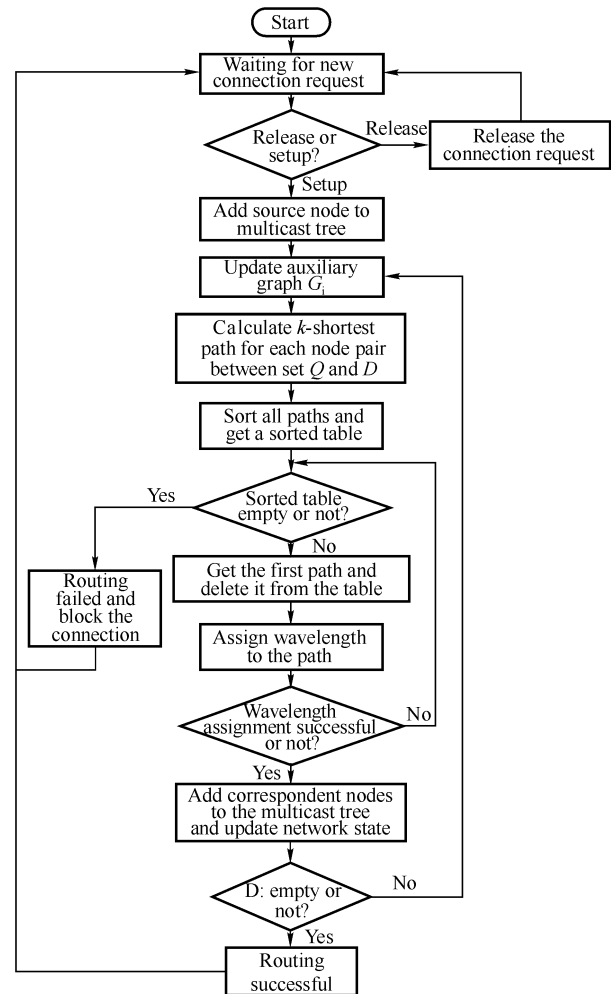 Start
Waiting for new
connection request
Release or
setup?
Release
Release the
connection request
Setup
Add source node to
multicast tree
Update auxiliary
graph Gi
Calculate k-shortest
path for each node pair
between set Q and D
Sort all paths and
get a sorted table
Yes
Sorted table
empty or not?
No
Routing
failed and
block the
connection
Get the first path and
delete it from the table
Assign wavelength
to the path
Wavelength
assignment successful
or not?
No
Yes
Add correspondent nodes
to the multicast tree
and update network state
D: empty or
not?
No
Yes
Routing
successful